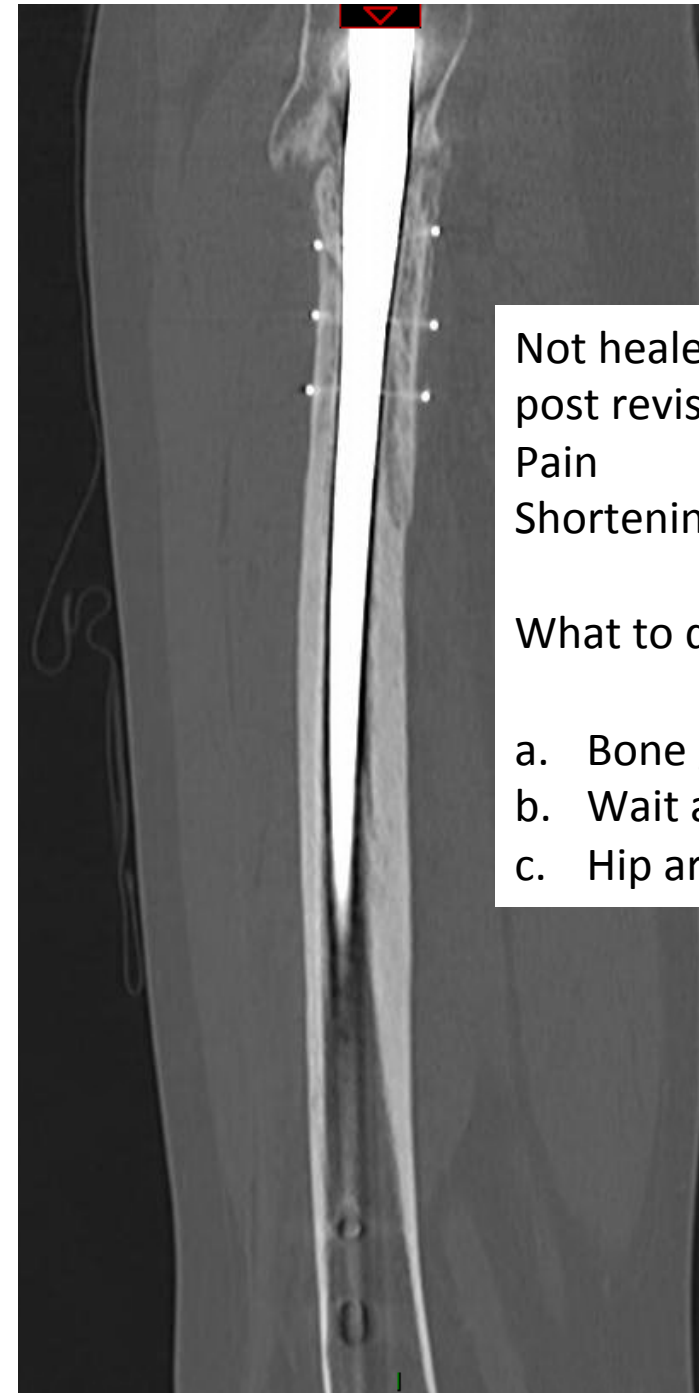 Not heale
post revis
Pain
Shortenin
What to
a. Bone
b. Wait a
c. Hip ar